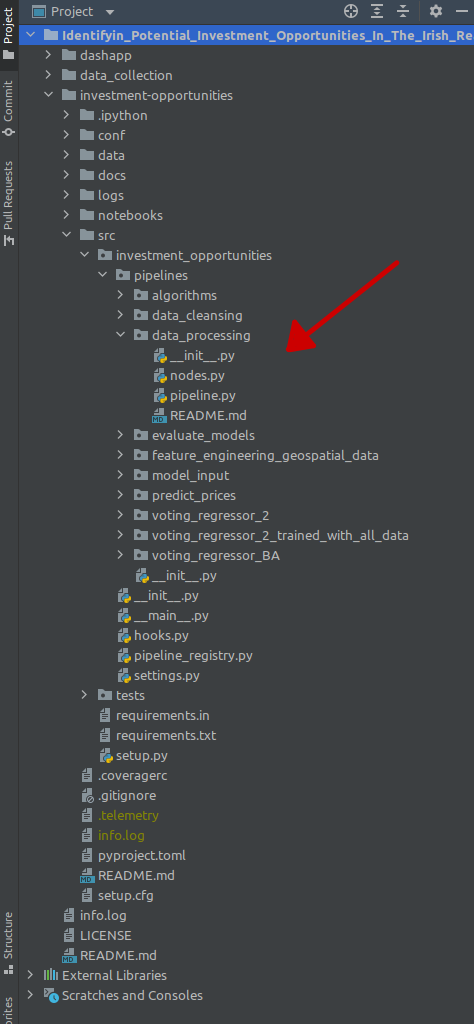 Project
Project
Identifyin_Potential_Investment_Opportunities_In_The_Irish_Re
dashapp
data_collection
Commit
investment-opportunities
.ipython
conf
data
Pull Requests
docs
logs
notebooks
src
investment_opportunities
pipelines
algorithms
data_cleansing
data_processing
__init__.py
nodes.py
pipeline.py
MD README.md
evaluate_models
feature_engineering_geospatial_data
model_input
predict_prices
voting_regressor_2
voting_regressor_2_trained_with_all_data
voting_regressor_BA
__init__.py
__init__.py
__main__.py
hooks.py
pipeline_registry.py
settings.py
tests
requirements.in
requirements.txt
setup.py
.coveragerc
.gitignore
.telemetry
info.log
pyproject.toml
MD README.md
setup.cfg
Structure
info.log
LICENSE
MD README.md
External Libraries
Scratches and Consoles
rites